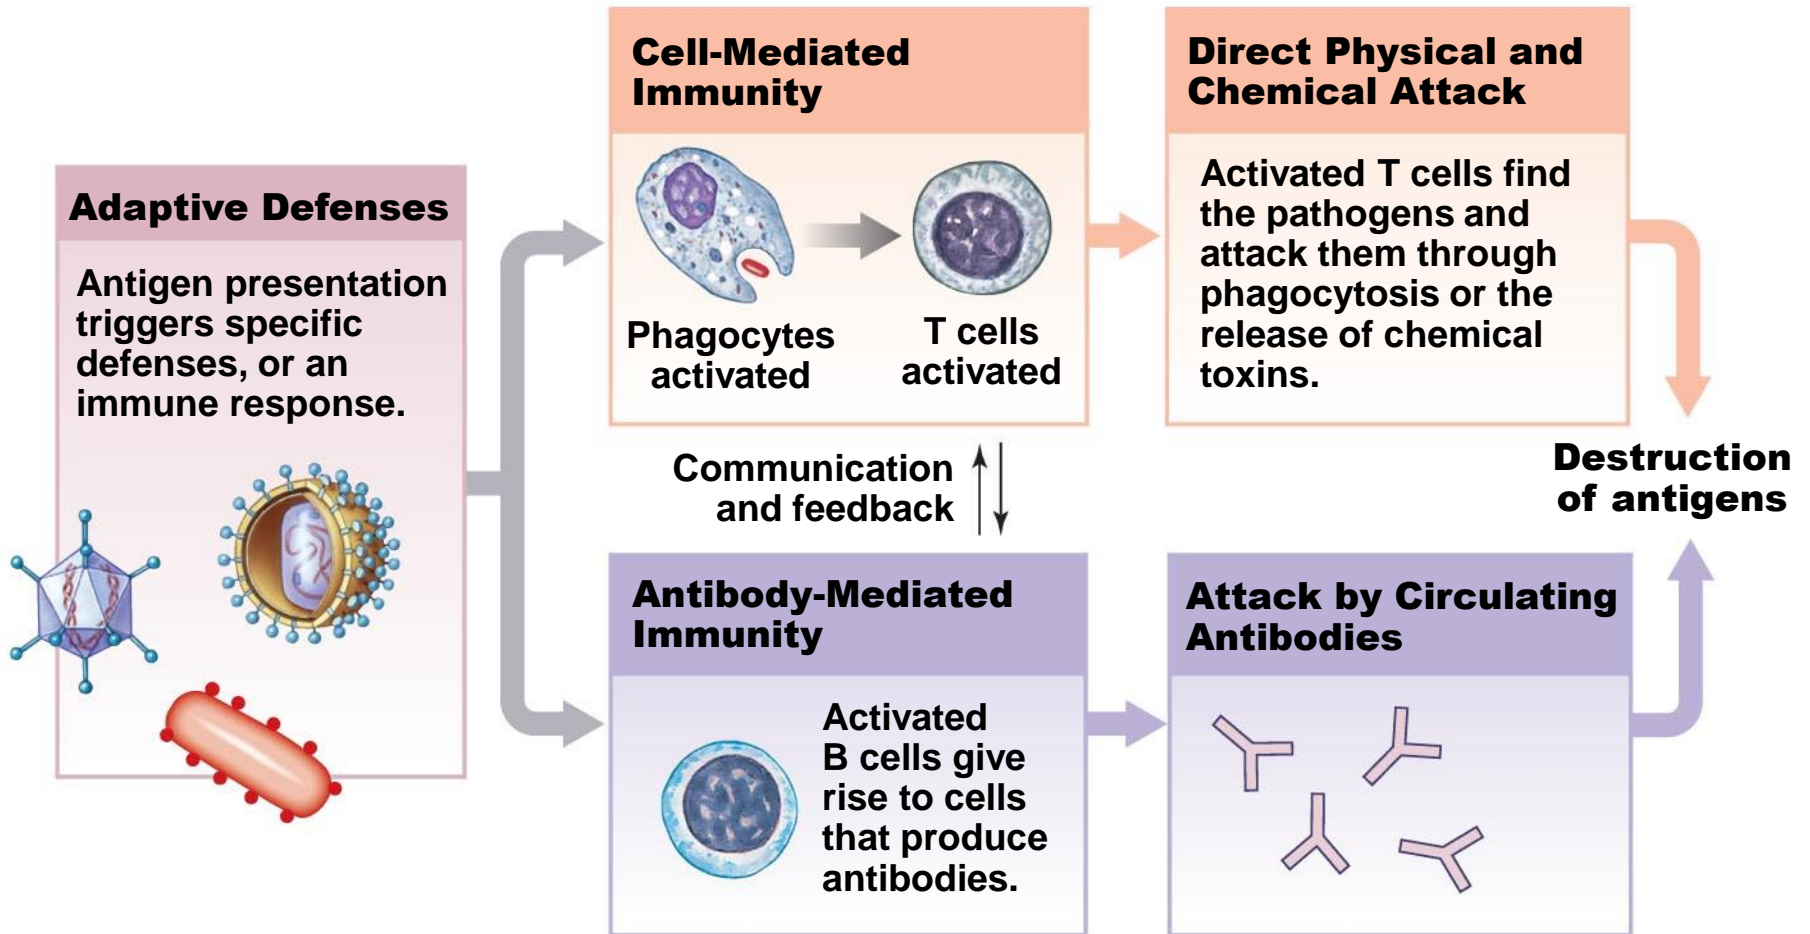 Adaptive Defenses
Antigen presentation
triggers specific
defenses, or an
immune response.
Cell-Mediated
Immunity
Phagocytes
activated
T cells
activated
Direct Physical and
Chemical Attack
Activated T cells find
the pathogens and
attack them through
phagocytosis or the
release of chemical
toxins.
Communication
and feedback
Destruction
of antigens
Antibody-Mediated
Immunity
Activated
B cells give
rise to cells
that produce
antibodies.
Attack by Circulating
Antibodies